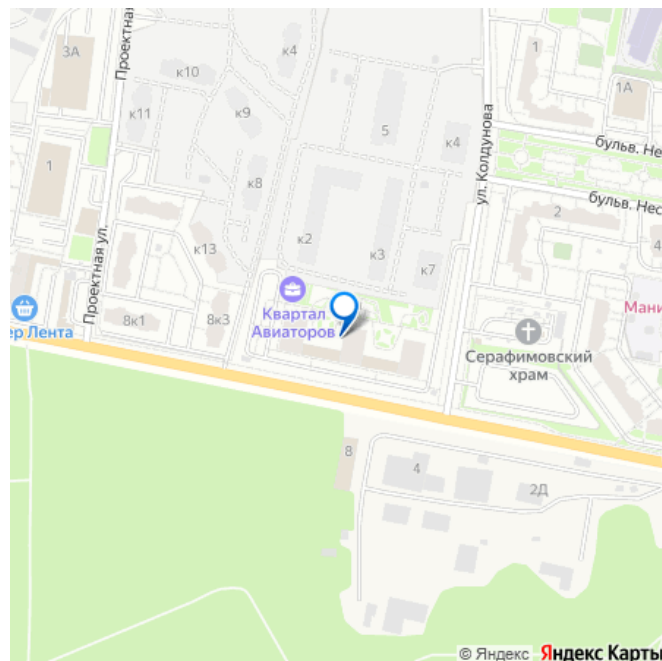 3А
Проектна
к4
к10
1
1А
к11
к9
5
к4
ул. Колдунова
бульв. Нес
1
к8
бульв. Нес
2
4
Проектная ул.
к13
к2
к3
к7
Квартал
Авиаторов
ер Лента
8к1
8к3
Мани
Серафимовский
храм
8
4
2Д
© Яндекс Яндекс Карты